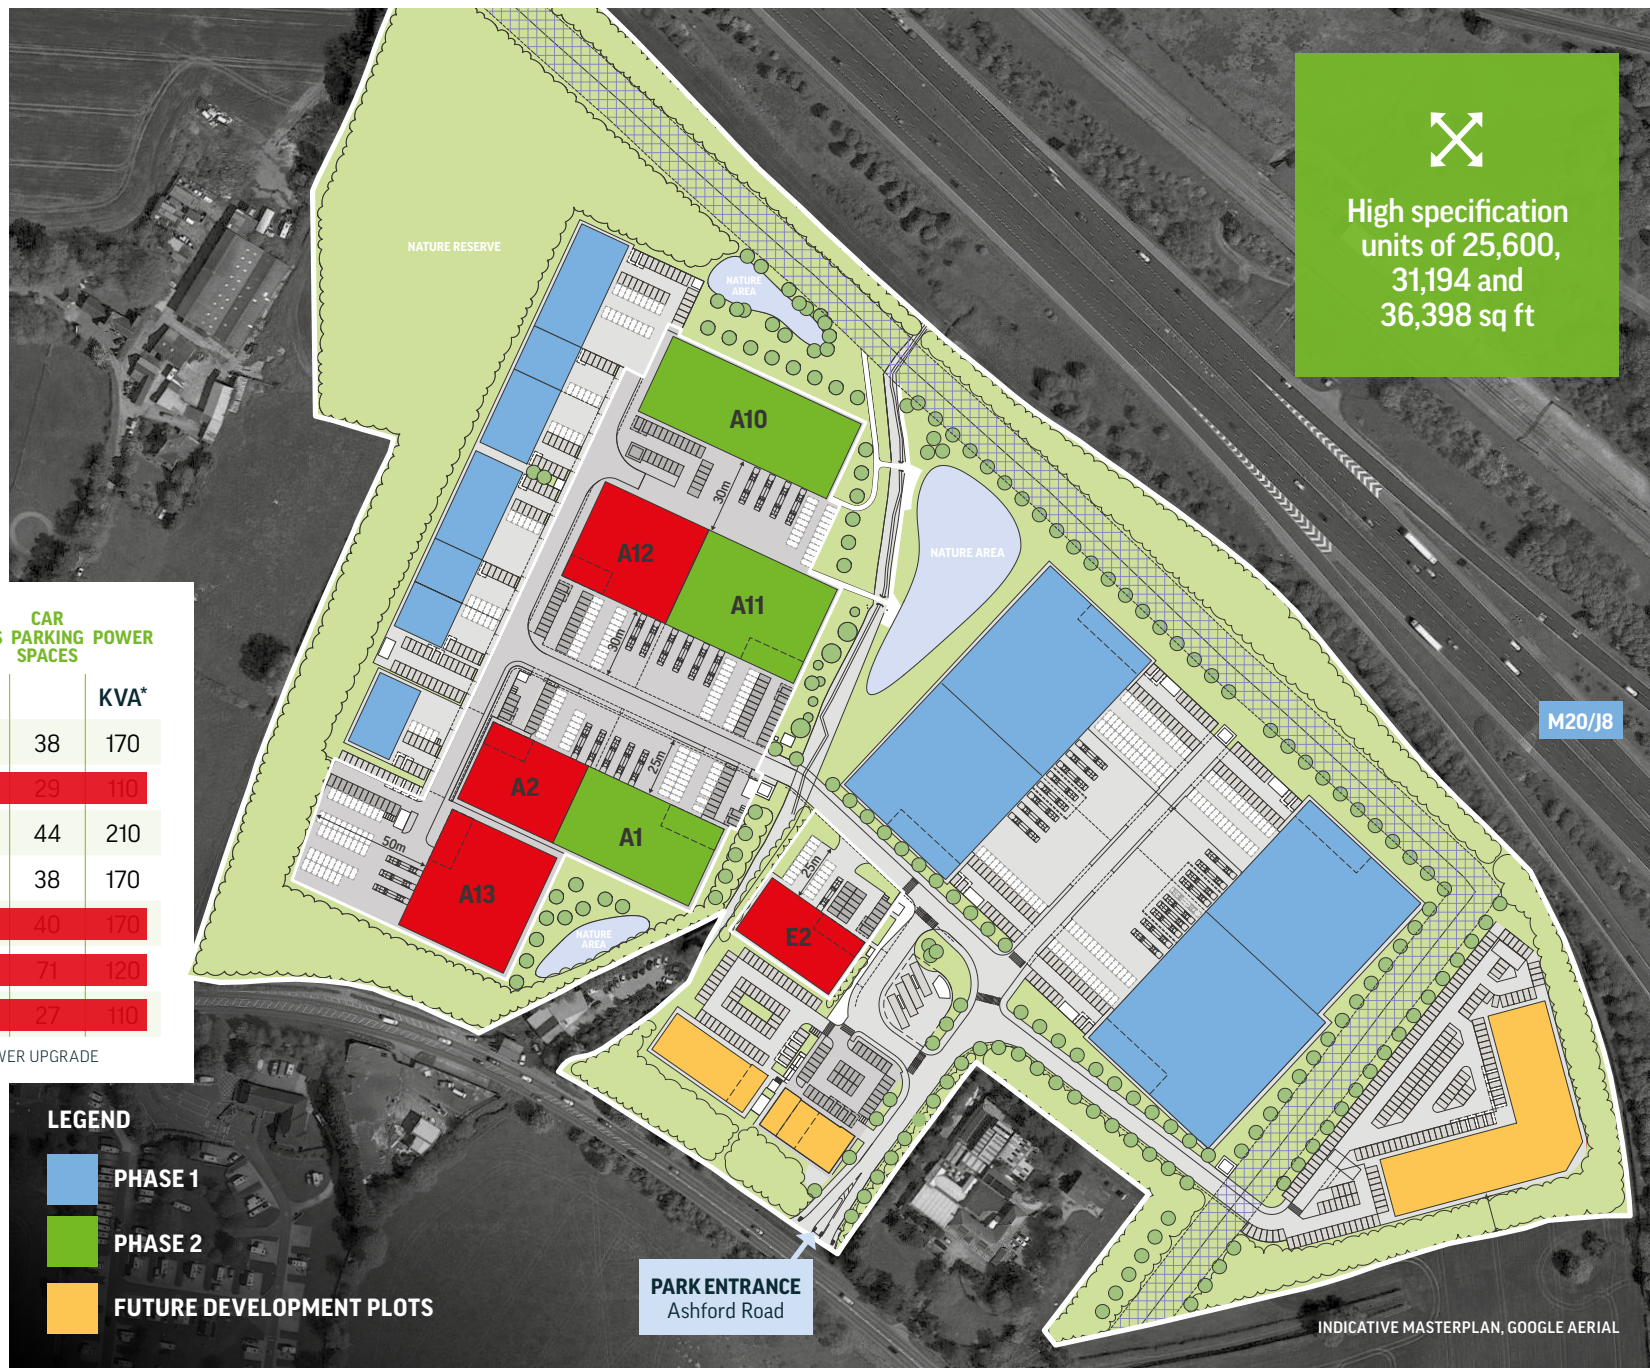 High specification
units of 25,600,
31,194 and
36,398 sq ft
NATURE RESERVE
NATURE
AREA
A10
30m
A12
A11
NATURE AREA
30m
M20/J8
CAR
PARKING POWER
SPACES
KVA*
38 170
29 110
44 210
38 170
40 170
71 120
27 110
WER UPGRADE
A2
25m
A1
50m
A13
NATURE
AREA
25m
E2
LEGEND
PHASE 1
PHASE 2
FUTURE DEVELOPMENT PLOTS
PARK ENTRANCE
Ashford Road
INDICATIVE MASTERPLAN, GOOGLE AERIAL